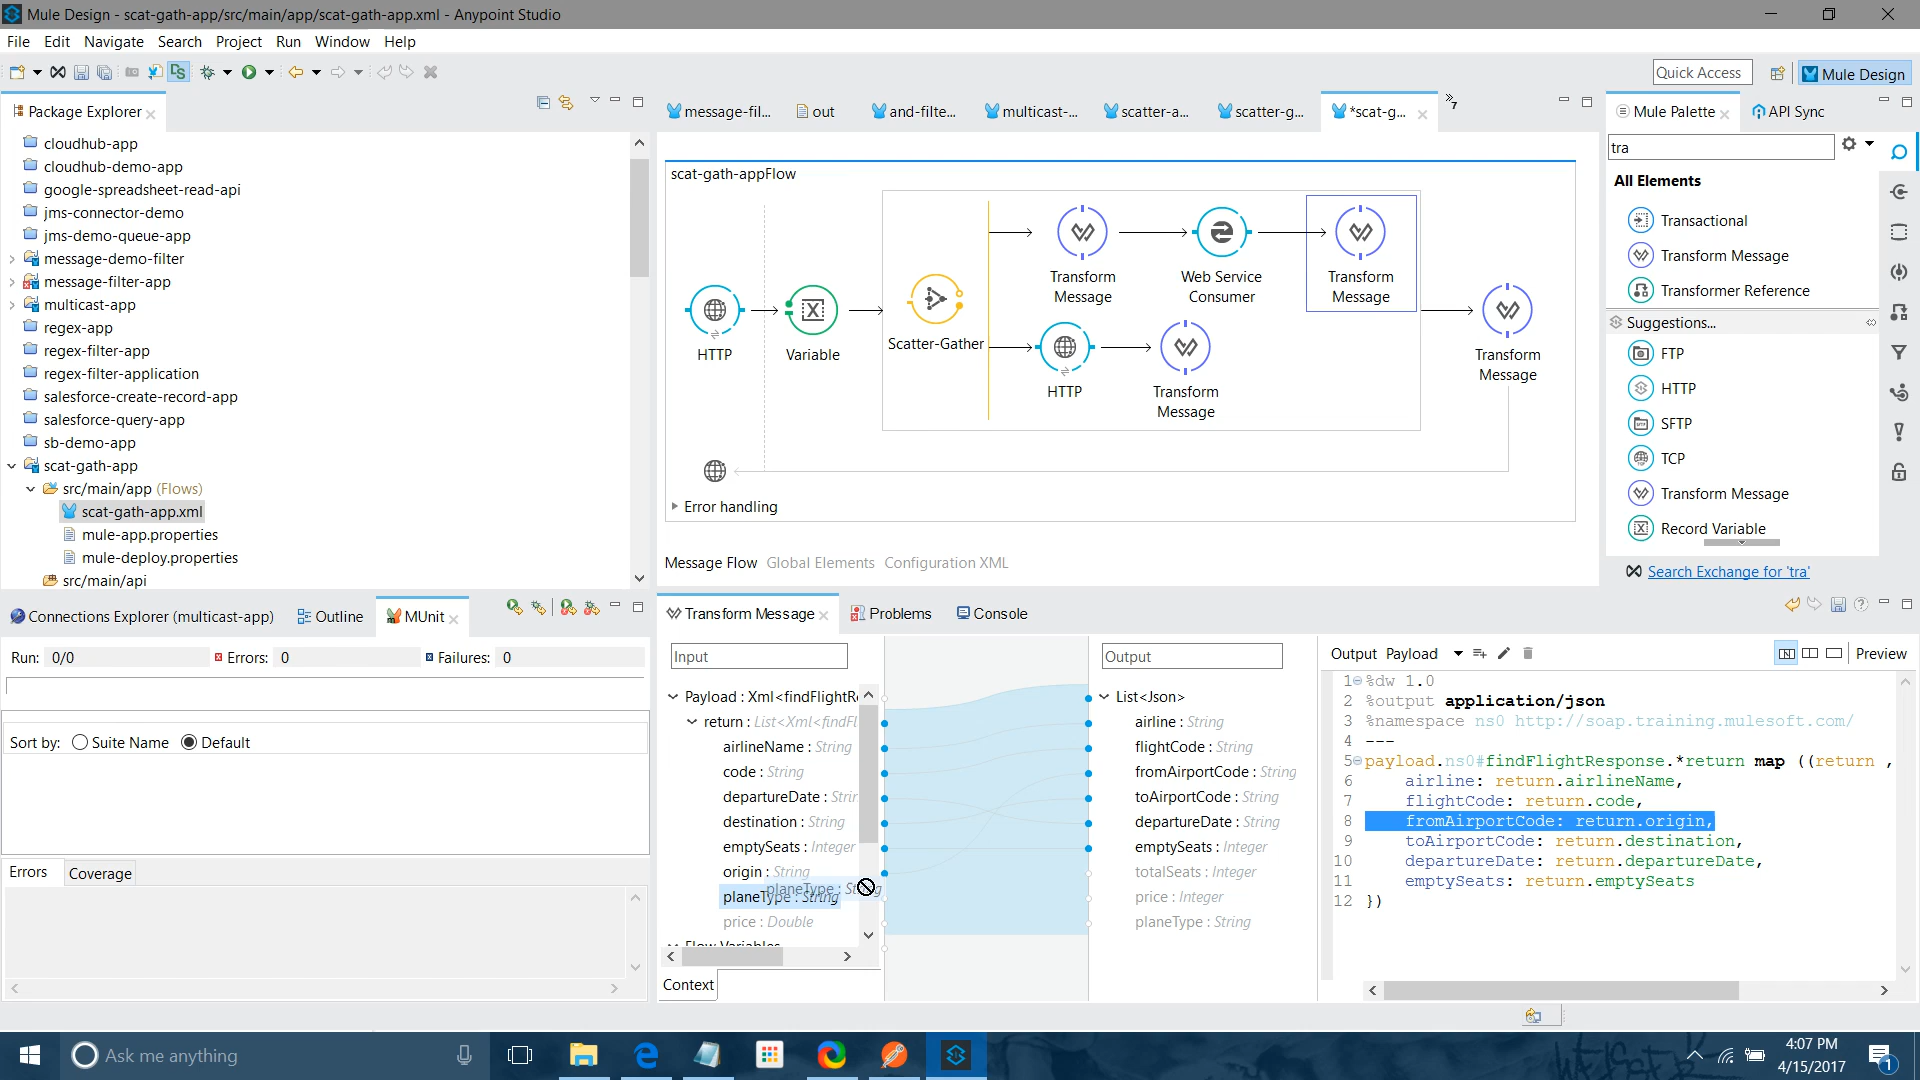 Mule Design - scat-gath-app/src/main/app/scat-gath-app.xml - Anypoint Studio
File Edit Navigate Search Project Run Window Help
Quick Access
Mule Design
Package Explorer
cloudhub-app
cloudhub-demo-app
google-spreadsheet-read-api
jms-connector-demo
jms-demo-queue-app
message-demo-filter
message-filter-app
multicast-app
regex-app
regex-filter-app
regex-filter-application
salesforce-create-record-app
salesforce-query-app
sb-demo-app
scat-gath-app
src/main/app (Flows)
scat-gath-app.xml
mule-app.properties
mule-deploy.properties
src/main/api
message-fil... out and-filte... multicast-... scatter-a... scatter-g... *scat-g... 7
scat-gath-appFlow
HTTP
Variable
Scatter-Gather
Transform Message
Web Service Consumer
Transform Message
HTTP
Transform Message
Transform Message
Error handling
Message Flow Global Elements Configuration XML
Mule Palette API Sync
tra
All Elements
Transactional
Transform Message
Transformer Reference
Suggestions...
FTP
HTTP
SFTP
TCP
Transform Message
Record Variable
Search Exchange for 'tra'
Connections Explorer (multicast-app) Outline MUnit
Run: 0/0 Errors: 0 Failures: 0
Sort by: Suite Name Default
Errors Coverage
Transform Message Problems Console
Input
Payload : Xml<findFlightR
return : List<Xml<findFl
airlineName : String
code : String
departureDate : Strir
destination : String
emptySeats : Integer
origin : String
planeType : String
planeType : String
price : Double
Flow Variables
Context
Output
List<Json>
airline : String
flightCode : String
fromAirportCode : String
toAirportCode : String
departureDate : String
emptySeats : Integer
totalSeats : Integer
price : Integer
planeType : String
Output Payload Preview
1 %dw 1.0
2 %output application/json
3 %namespace ns0 http://soap.training.mulesoft.com/
4 ---
5 payload.ns0#findFlightResponse.*return map ((return ,
6 airline: return.airlineName,
7 flightCode: return.code,
8 fromAirportCode: return.origin,
9 toAirportCode: return.destination,
10 departureDate: return.departureDate,
11 emptySeats: return.emptySeats
12 })
Ask me anything
4:07 PM
4/15/2017
1